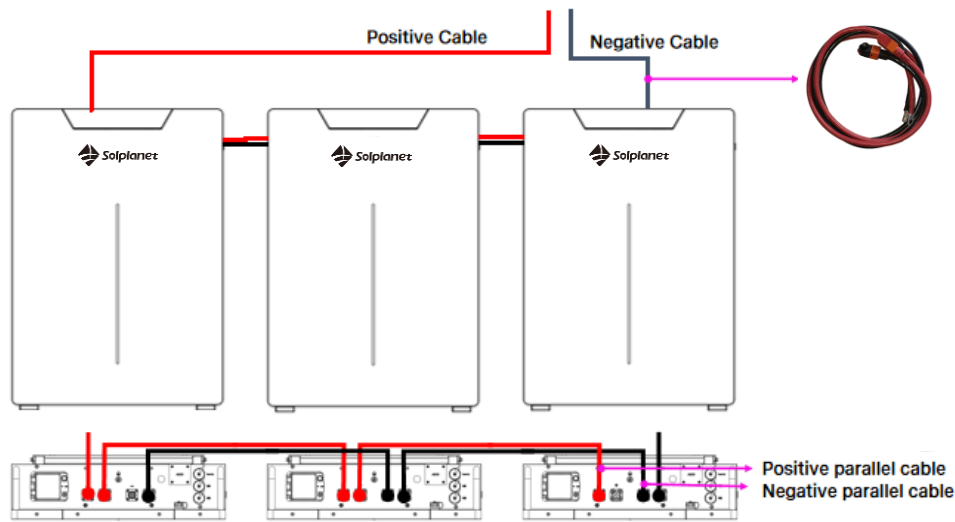 Positive Cable
Negative Cable
Solplanet
Solplanet
Solplanet
Positive parallel cable
Negative parallel cable